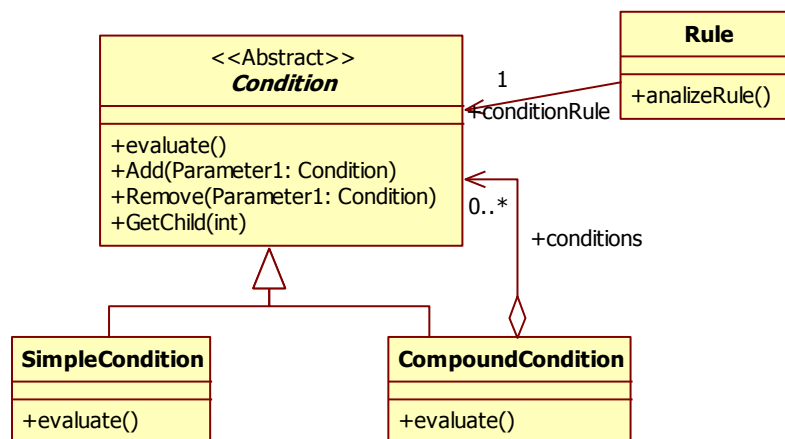 <<Abstract>>
Condition
+evaluate()
+Add(Parameter1: Condition)
+Remove(Parameter1: Condition)
+GetChild(int)
Rule
+analizeRule()
1
+conditionRule
0..*
+conditions
SimpleCondition
+evaluate()
CompoundCondition
+evaluate()